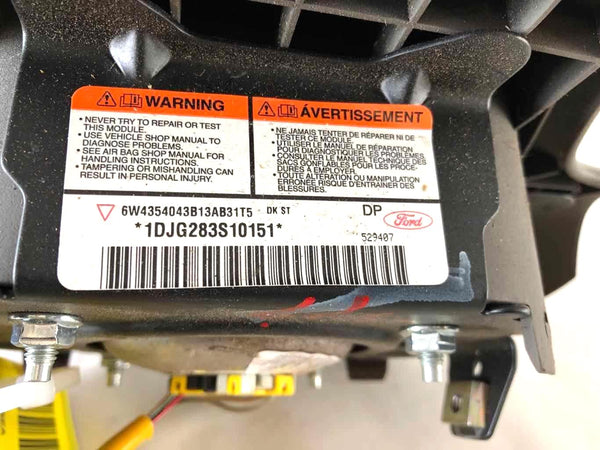 WARNING
•NEVER TRY TO REPAIR OR TEST
THIS MODULE.
•USE VEHICLE SHOP MANUAL TO
DIAGNOSE PROBLEMS.
•SEE AIR BAG SHOP MANUAL FOR
HANDLING INSTRUCTIONS.
•TAMPERING OR MISHANDLING CAN
RESULT IN PERSONAL INJURY.
ÁVERTISSEMENT
•NE JAMAIS TENTER DE RÉPARER NI DE
TESTER CE MODULE.
•UTILISER LE MANUEL DE RÉPARATION
POUR DIAGNOSTIQUER LES PROBLÈMES.
•CONSULTER LE MANUEL TECHNIQUE DES
SACS GONFLABLES POUR LES PROCE-
DURES À EMPLOYER.
•TOUTE ALTÉRATION OU MANIPULATION
ERRONÉE RISQUE D'ENTRAÎNER DES
BLESSURES.
6W4354043B13AB31T5 DK ST DP Ford
*1DJG283S10151* 529407